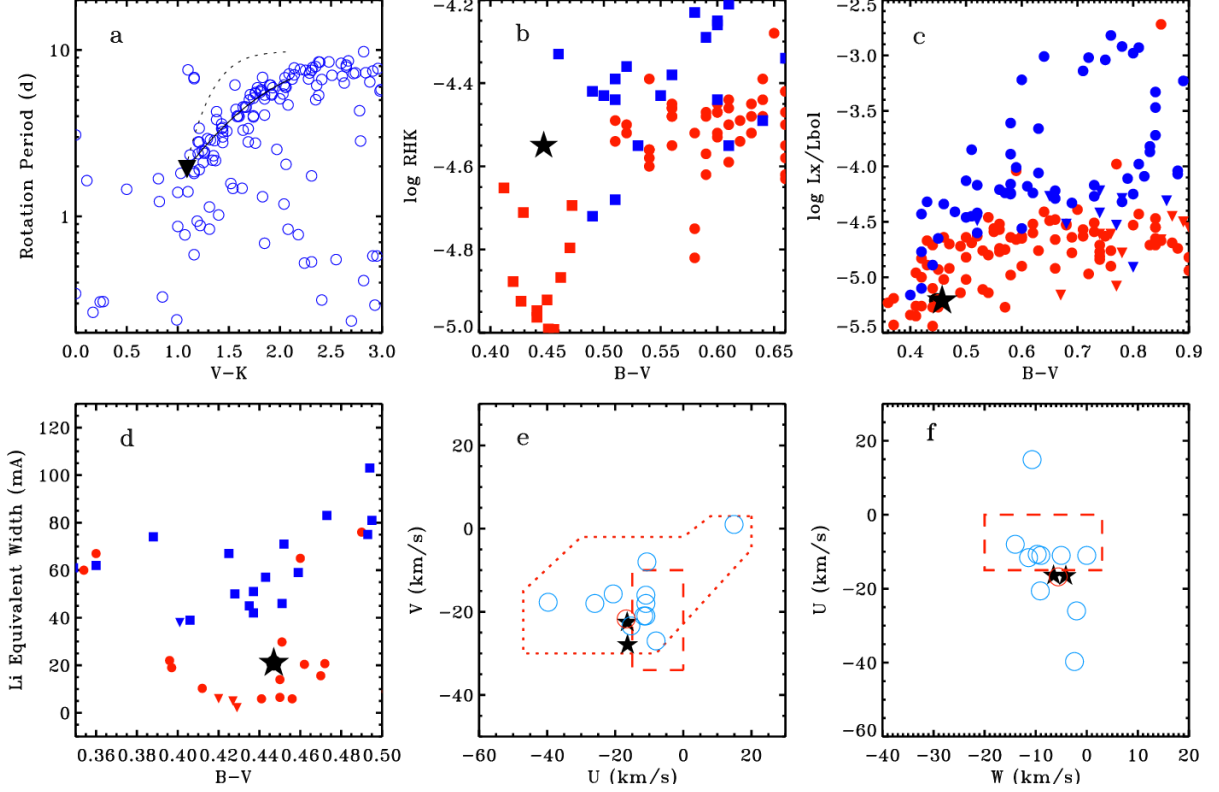 a
10
1
Rotation Period (d)
0.0 0.5 1.0 1.5 2.0 2.5 3.0
V-K
b
-4.2
-4.4
-4.6
-4.8
-5.0
log RHK
0.40 0.45 0.50 0.55 0.60 0.65
B-V
c
-2.5
-3.0
-3.5
-4.0
-4.5
-5.0
-5.5
log Lx/Lbol
0.4 0.5 0.6 0.7 0.8 0.9
B-V
d
120
100
80
60
40
20
0
Li Equivalent Width (mA)
0.36 0.38 0.40 0.42 0.44 0.46 0.48 0.50
B-V
e
20
0
-20
-40
V (km/s)
-60 -40 -20 0 20
U (km/s)
f
20
0
-20
-40
-60
U (km/s)
-40 -30 -20 -10 0 10 20
W (km/s)